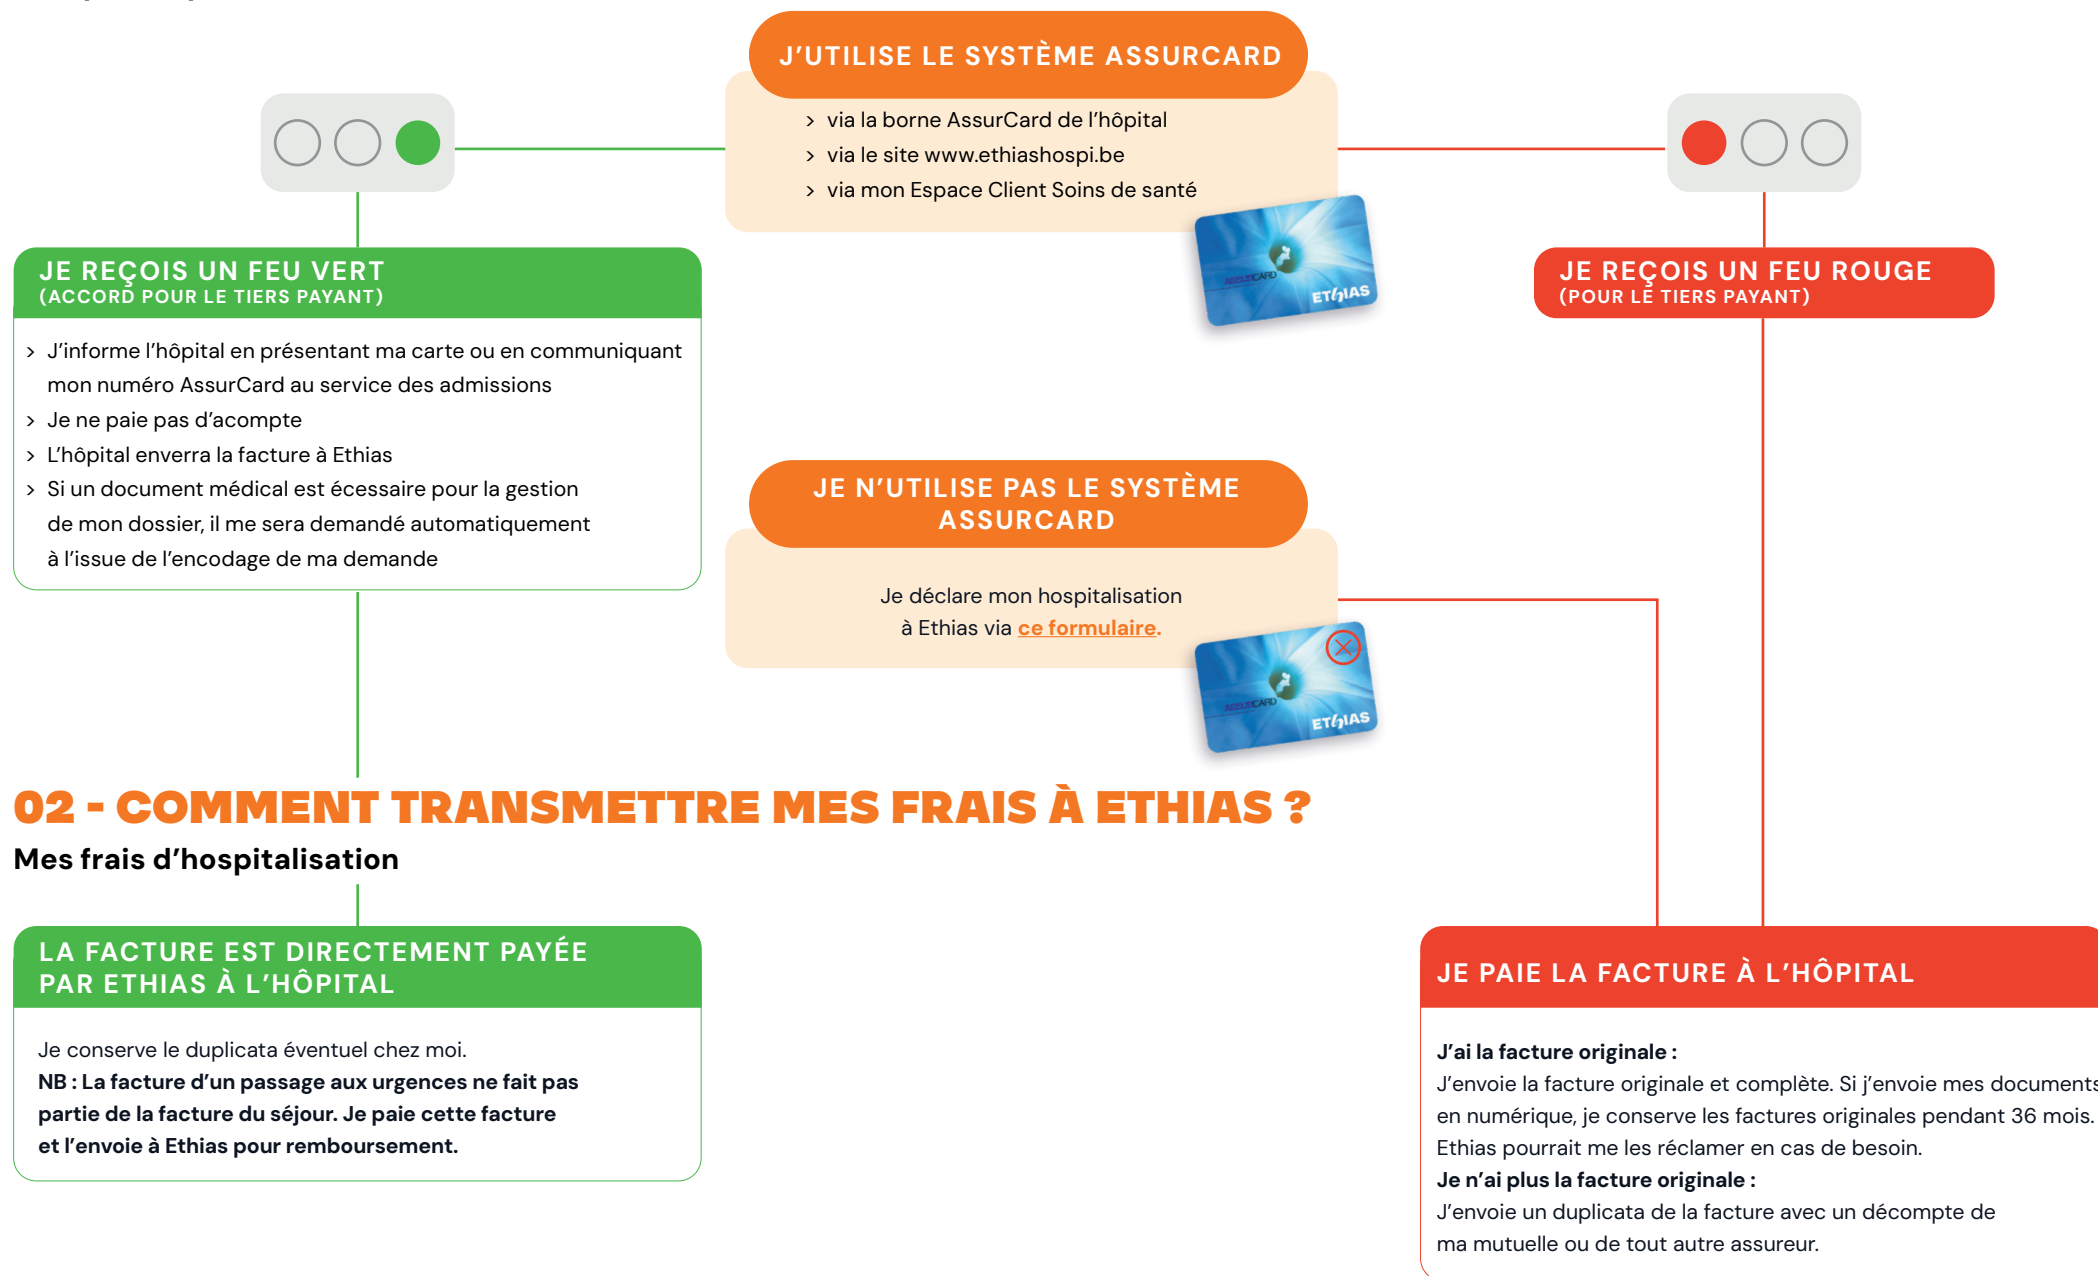 J'UTILISE LE SYSTÈME ASSURCARD
> via la borne AssurCard de l'hôpital
> via le site www.ethiashospi.be
> via mon Espace Client Soins de santé
ASSURCARD
ETHIAS
JE REÇOIS UN FEU VERT
(ACCORD POUR LE TIERS PAYANT)
> J'informe l'hôpital en présentant ma carte ou en communiquant
mon numéro AssurCard au service des admissions
> Je ne paie pas d'acompte
> L'hôpital enverra la facture à Ethias
> Si un document médical est écessaire pour la gestion
de mon dossier, il me sera demandé automatiquement
à l'issue de l'encodage de ma demande
JE REÇOIS UN FEU ROUGE
(POUR LE TIERS PAYANT)
JE N'UTILISE PAS LE SYSTÈME
ASSURCARD
Je déclare mon hospitalisation
à Ethias via ce formulaire.
ASSURCARD
ETHIAS
02 - COMMENT TRANSMETTRE MES FRAIS À ETHIAS ?
Mes frais d'hospitalisation
LA FACTURE EST DIRECTEMENT PAYÉE
PAR ETHIAS À L'HÔPITAL
Je conserve le duplicata éventuel chez moi.
NB : La facture d'un passage aux urgences ne fait pas
partie de la facture du séjour. Je paie cette facture
et l'envoie à Ethias pour remboursement.
JE PAIE LA FACTURE À L'HÔPITAL
J'ai la facture originale :
J'envoie la facture originale et complète. Si j'envoie mes documents
en numérique, je conserve les factures originales pendant 36 mois.
Ethias pourrait me les réclamer en cas de besoin.
Je n'ai plus la facture originale :
J'envoie un duplicata de la facture avec un décompte de
ma mutuelle ou de tout autre assureur.